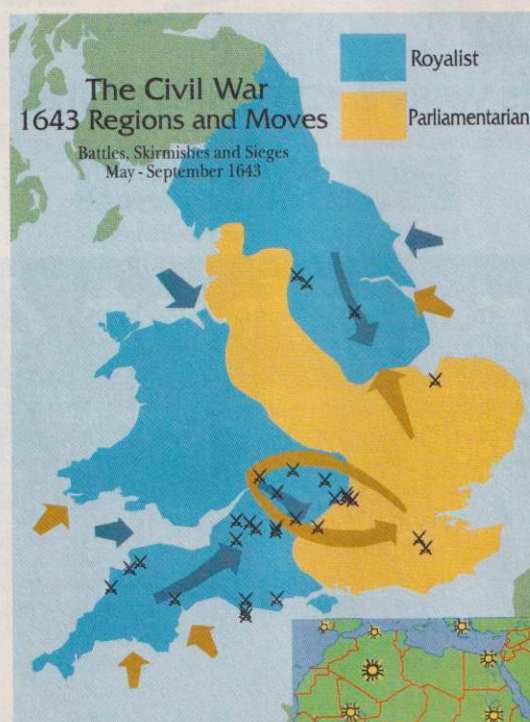 The Civil War
1643 Regions and Moves
Battles, Skirmishes and Sieges
May - September 1643
Royalist
Parliamentarian